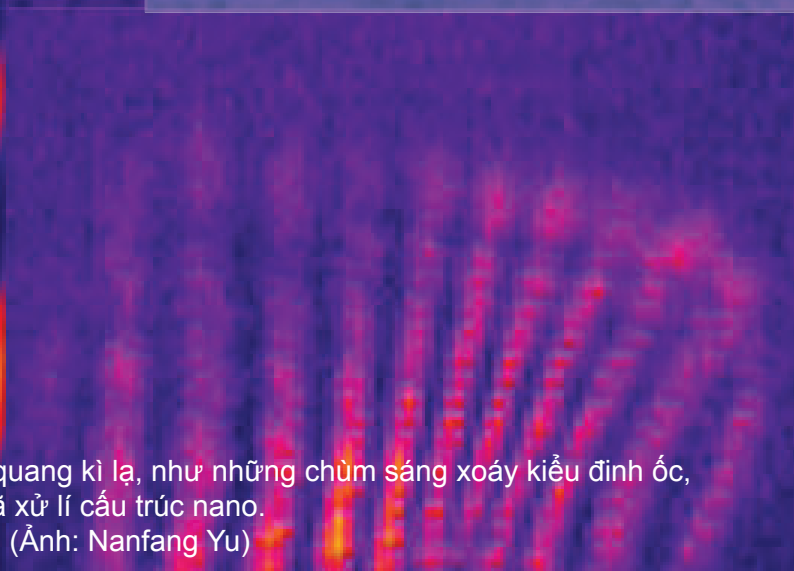 quang kì lạ, như những chùm sáng xoáy kiểu đinh ốc,
xử lí cấu trúc nano.
(Ảnh: Nanfang Yu)